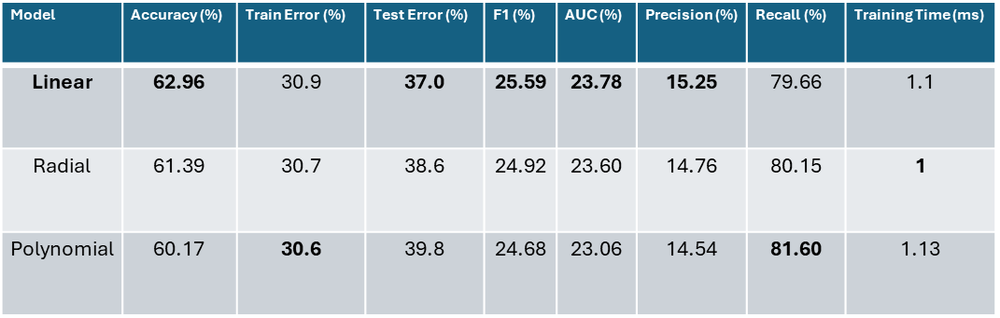 Model Accuracy (%) Train Error (%) Test Error (%) F1 (%) AUC (%) Precision (%) Recall (%) Training Time (ms)
Linear 62.96 30.9 37.0 25.59 23.78 15.25 79.66 1.1
Radial 61.39 30.7 38.6 24.92 23.60 14.76 80.15 1
Polynomial 60.17 30.6 39.8 24.68 23.06 14.54 81.60 1.13